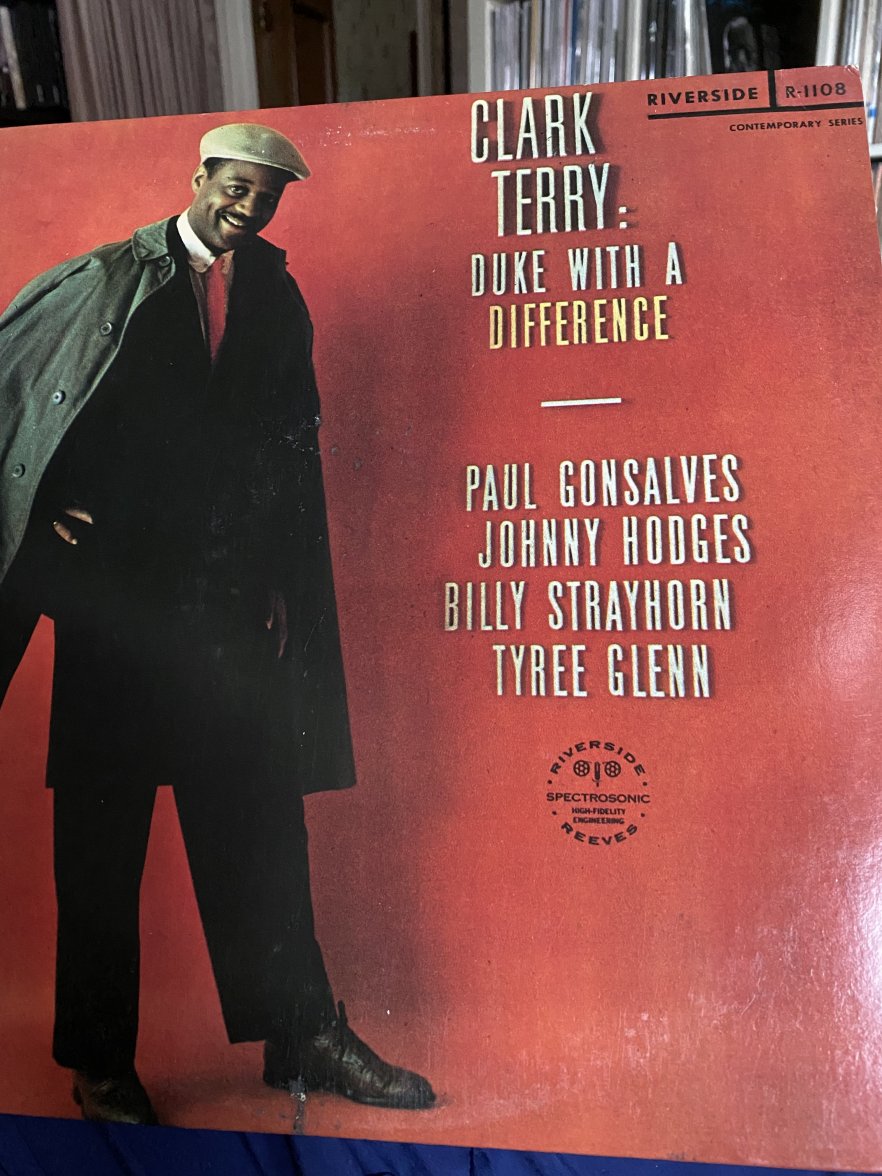 RIVERSIDE R-1108
CONTEMPORARY SERIES
CLARK
TERRY:
DUKE WITH A
DIFFERENCE
PAUL GONSALVES
JOHNNY HODGES
BILLY STRAYHORN
TYREE GLENN
RIVERSIDE
SPECTROSONIC
HIGH-FIDELITY
ENGINEERING
REEVES